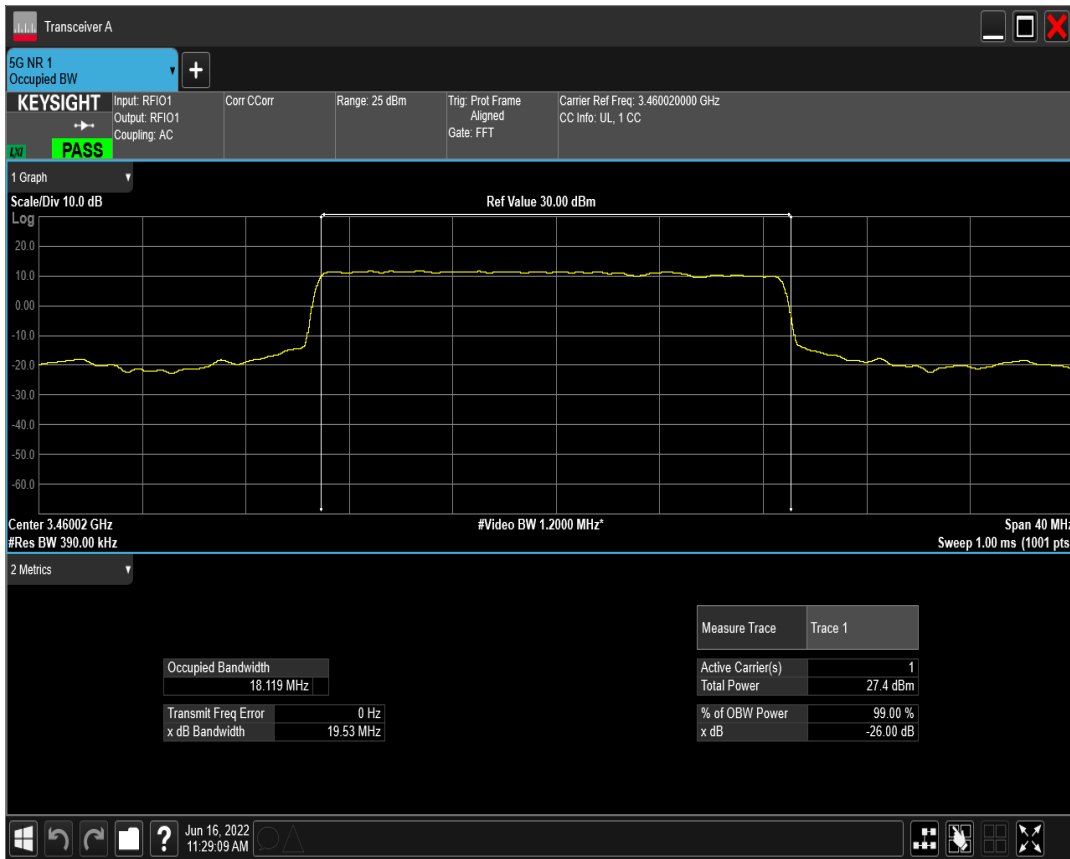 Transceiver A
5G NR 1
Occupied BW
+
KEYSIGHT
LXI
PASS
Input: RFIO1
Output: RFIO1
Coupling: AC
Corr CCorr
Range: 25 dBm
Trig: Prot Frame
Aligned
Gate: FFT
Carrier Ref Freq: 3.460020000 GHz
CC Info: UL, 1 CC
1 Graph
Scale/Div 10.0 dB
Ref Value 30.00 dBm
Log
20.0
10.0
0.00
-10.0
-20.0
-30.0
-40.0
-50.0
-60.0
Center 3.46002 GHz
#Video BW 1.2000 MHz*
Span 40 MHz
#Res BW 390.00 kHz
Sweep 1.00 ms (1001 pts
2 Metrics
Measure Trace Trace 1
Occupied Bandwidth
18.119 MHz
Active Carrier(s) 1
Total Power 27.4 dBm
Transmit Freq Error 0 Hz
x dB Bandwidth 19.53 MHz
% of OBW Power 99.00 %
x dB -26.00 dB
?
Jun 16, 2022
11:29:09 AM